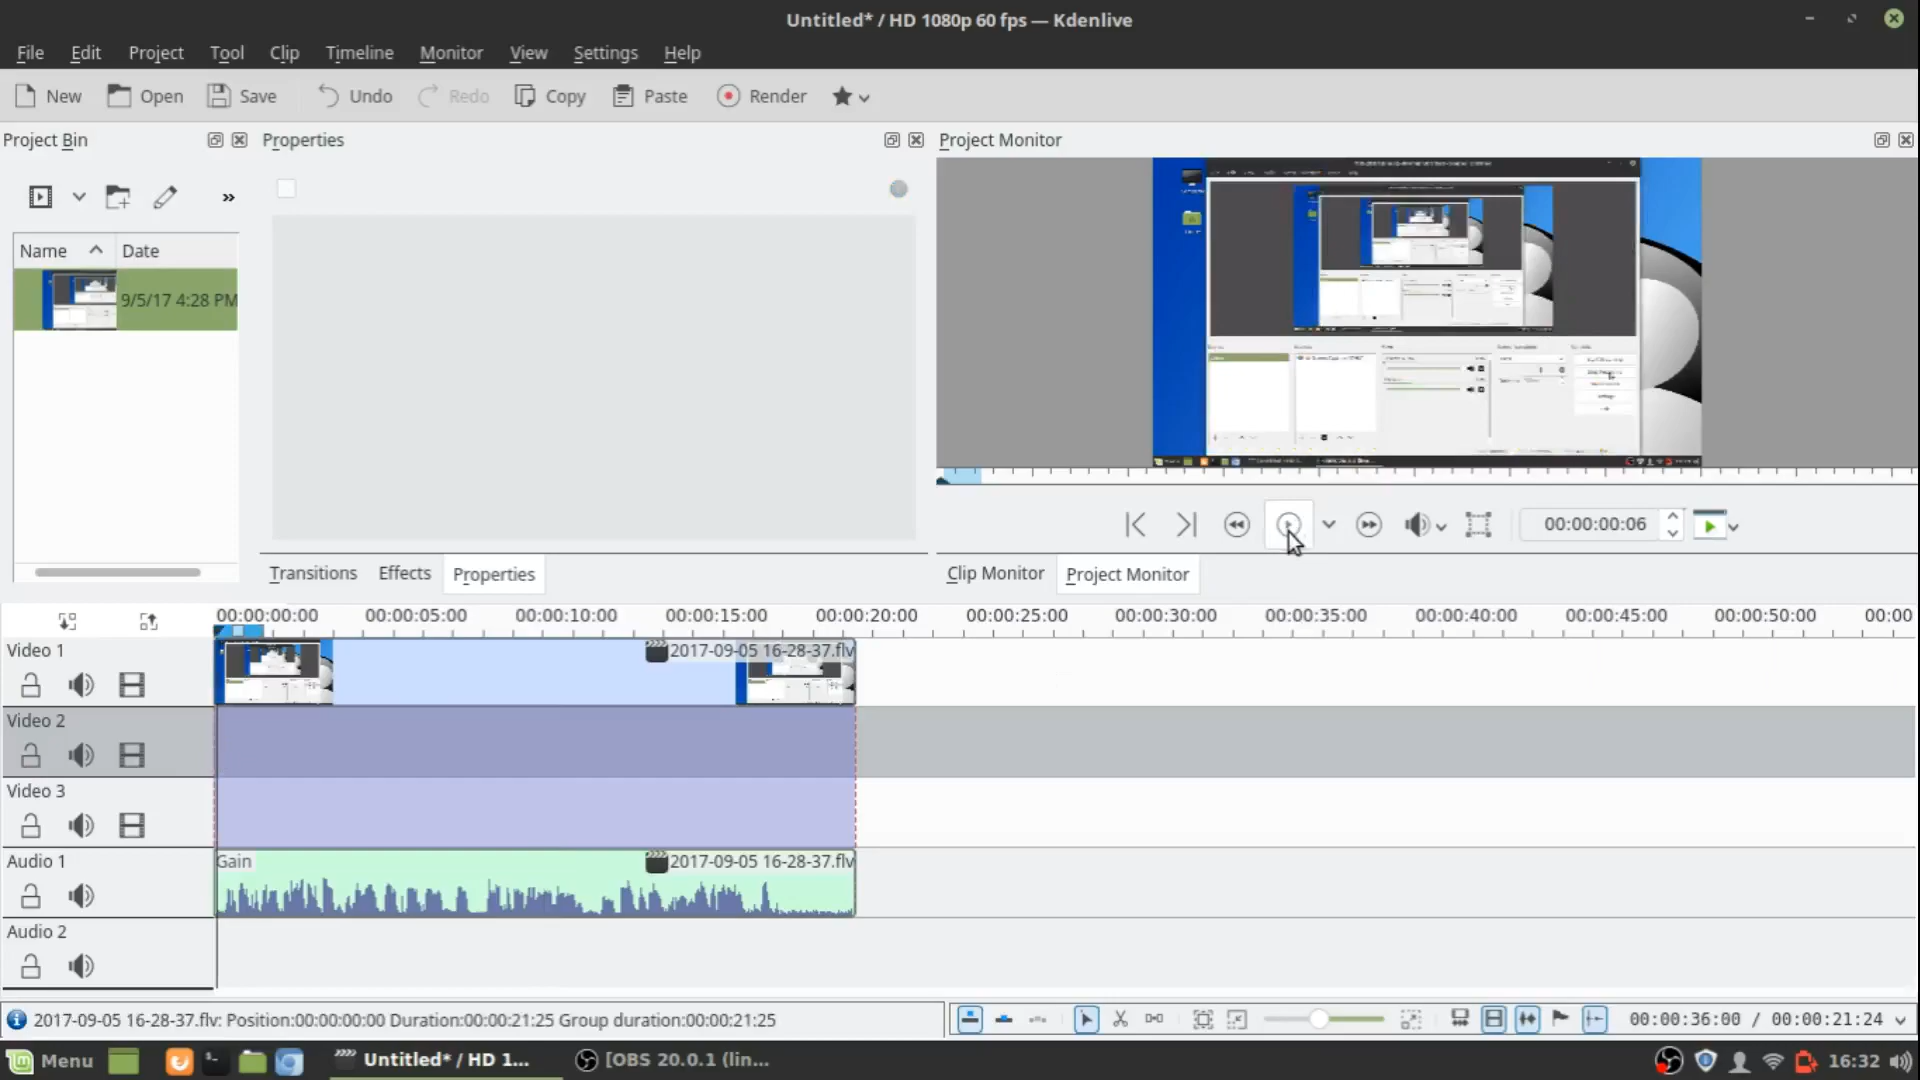 Untitled* / HD 1080p 60 fps — Kdenlive
File Edit Project Tool Clip Timeline Monitor View Settings Help
New Open Save Undo Redo Copy Paste Render
Project Bin Properties Project Monitor
»
Name Date
9/5/17 4:28 PM
00:00:00:06
Transitions Effects Properties Clip Monitor Project Monitor
00:00:00:00 00:00:05:00 00:00:10:00 00:00:15:00 00:00:20:00 00:00:25:00 00:00:30:00 00:00:35:00 00:00:40:00 00:00:45:00 00:00:50:00 00:00
Video 1
2017-09-05 16-28-37.flv
Video 2
Video 3
Audio 1
Gain
2017-09-05 16-28-37.flv
Audio 2
2017-09-05 16-28-37.flv: Position:00:00:00:00 Duration:00:00:21:25 Group duration:00:00:21:25
00:00:36:00 / 00:00:21:24
Menu Untitled* / HD 1... [OBS 20.0.1 (lin... 16:32